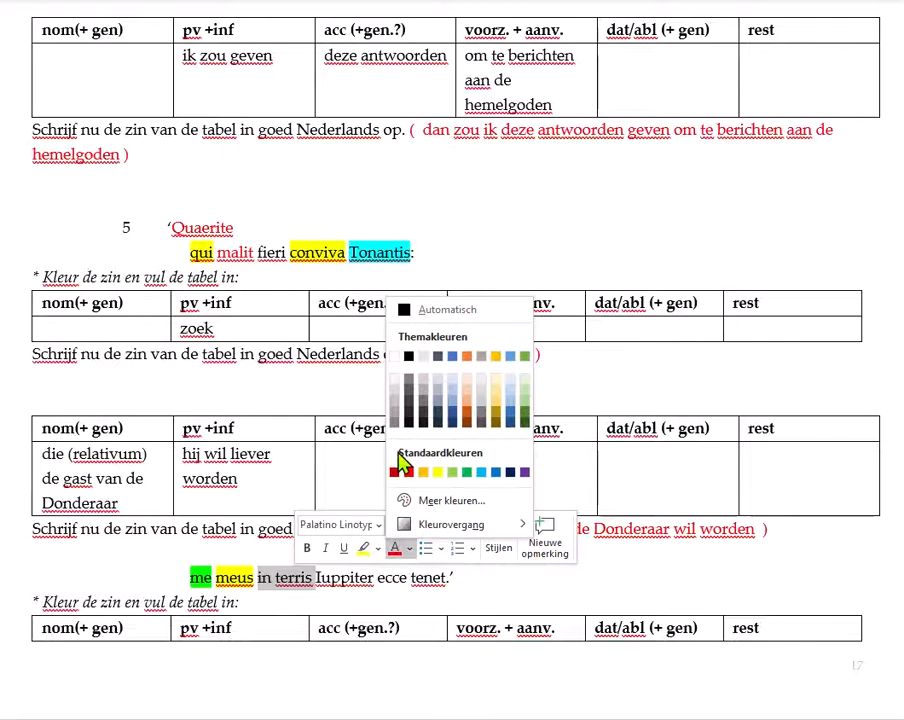 nom(+ gen) pv +inf acc (+gen.?) voorz. + aanv. dat/abl (+ gen) rest
ik zou geven deze antwoorden om te berichten
aan de
hemelgoden
Schrijf nu de zin van de tabel in goed Nederlands op. ( dan zou ik deze antwoorden geven om te berichten aan de
hemelgoden )
5 ‘Quaerite
qui malit fieri conviva Tonantis:
* Kleur de zin en vul de tabel in:
nom(+ gen) pv +inf acc (+gen. nv. dat/abl (+ gen) rest
zoek
Schrijf nu de zin van de tabel in goed Nederlands o )
nom(+ gen) pv +inf acc (+gen. nv. dat/abl (+ gen) rest
die (relativum) hij wil liever
de gast van de worden
Donderaar
Schrijf nu de zin van de tabel in goed de Donderaar wil worden )
me meus in terris Iuppiter ecce tenet.’
* Kleur de zin en vul de tabel in:
nom(+ gen) pv +inf acc (+gen.?) voorz. + aanv. dat/abl (+ gen) rest
17
Automatisch
Themakleuren
Standaardkleuren
Meer kleuren...
Kleurovergang
Palatino Linotyp
B I U A Stijlen Nieuwe
opmerking